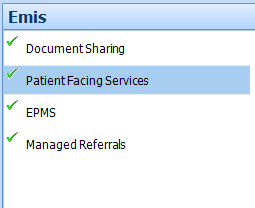 Emis
Document Sharing
Patient Facing Services
EPMS
Managed Referrals